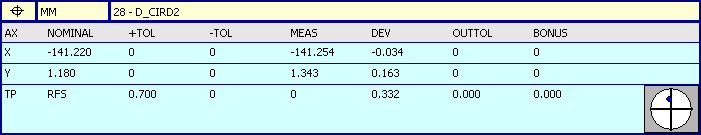 MM 28 - D_CIRD2
AX NOMINAL +TOL -TOL MEAS DEV OUTTOL BONUS
X -141.220 0 0 -141.254 -0.034 0 0
Y 1.180 0 0 1.343 0.163 0 0
TP RFS 0.700 0 0 0.332 0.000 0.000